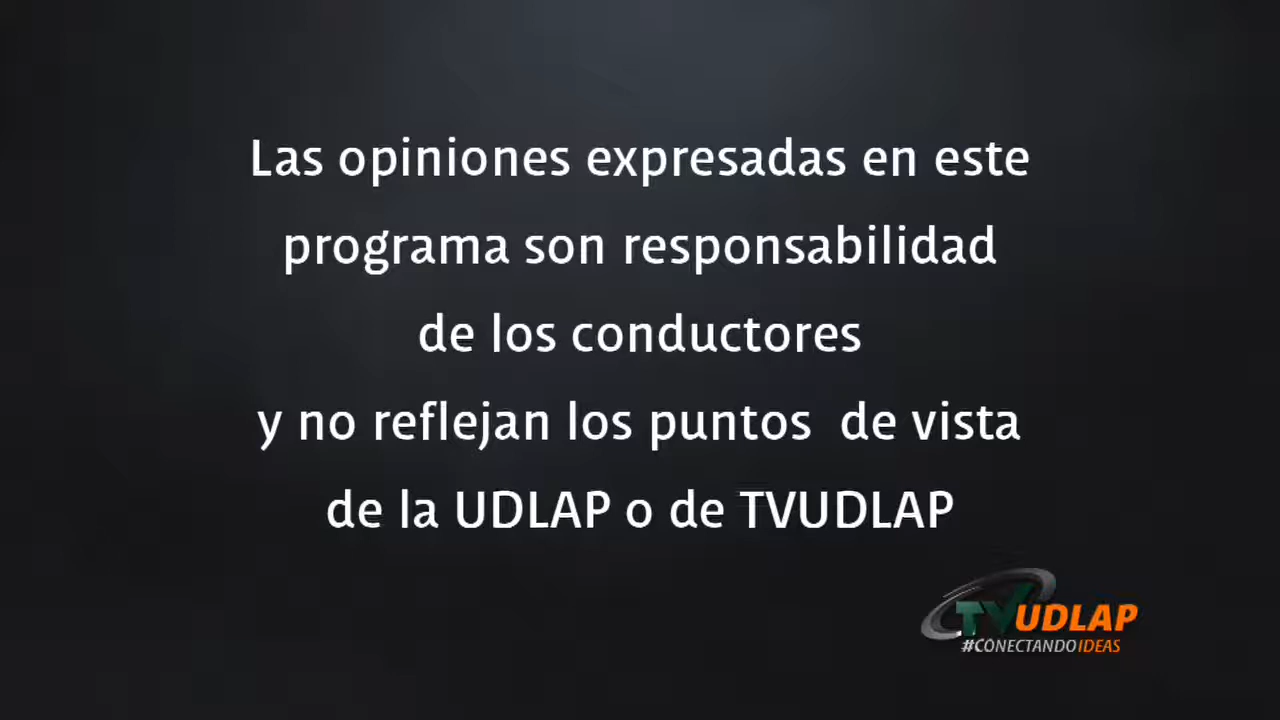 Las opiniones expresadas en este
programa son responsabilidad
de los conductores
y no reflejan los puntos  de vista
de la UDLAP o de TVUDLAP
TVUDLAP
#CONECTANDOIDEAS